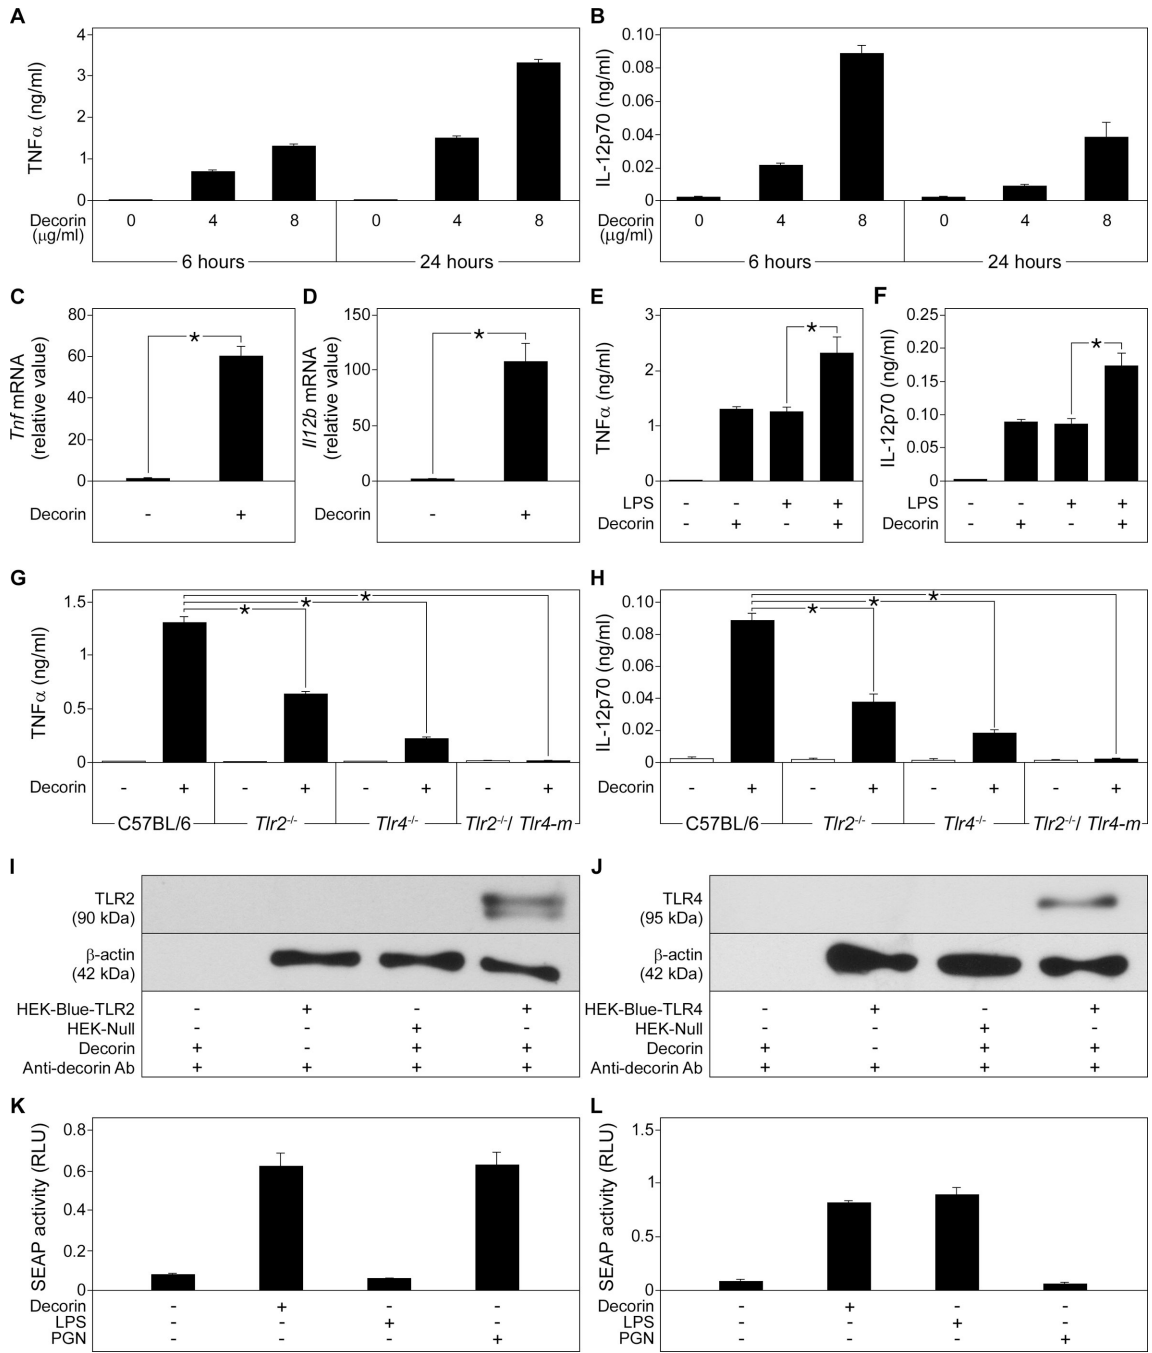 A
TNFα (ng/ml)
4
3
2
1
0
Decorin (μg/ml)
0 4 8 0 4 8
6 hours 24 hours
B
IL-12p70 (ng/ml)
0.10
0.08
0.06
0.04
0.02
0
Decorin (μg/ml)
0 4 8 0 4 8
6 hours 24 hours
C
Tnf mRNA (relative value)
80
60
40
20
0
*
Decorin - +
D
Il12b mRNA (relative value)
150
100
50
0
*
Decorin - +
E
TNFα (ng/ml)
3
2
1
0
*
LPS - - + +
Decorin - + - +
F
IL-12p70 (ng/ml)
0.25
0.20
0.15
0.10
0.05
0
*
LPS - - + +
Decorin - + - +
G
TNFα (ng/ml)
1.5
1
0.5
0
* * *
Decorin - + - + - + - +
C57BL/6 Tlr2-/- Tlr4-/- Tlr2-/-/ Tlr4-m
H
IL-12p70 (ng/ml)
0.10
0.08
0.06
0.04
0.02
0
* * *
Decorin - + - + - + - +
C57BL/6 Tlr2-/- Tlr4-/- Tlr2-/-/ Tlr4-m
I
TLR2
(90 kDa)
β-actin
(42 kDa)
HEK-Blue-TLR2 - + - +
HEK-Null - - + -
Decorin + - + +
Anti-decorin Ab + + + +
J
TLR4
(95 kDa)
β-actin
(42 kDa)
HEK-Blue-TLR4 - + - +
HEK-Null - - + -
Decorin + - + +
Anti-decorin Ab + + + +
K
SEAP activity (RLU)
0.8
0.6
0.4
0.2
0
Decorin - + - -
LPS - - + -
PGN - - - +
L
SEAP activity (RLU)
1.5
1
0.5
0
Decorin - + - -
LPS - - + -
PGN - - - +